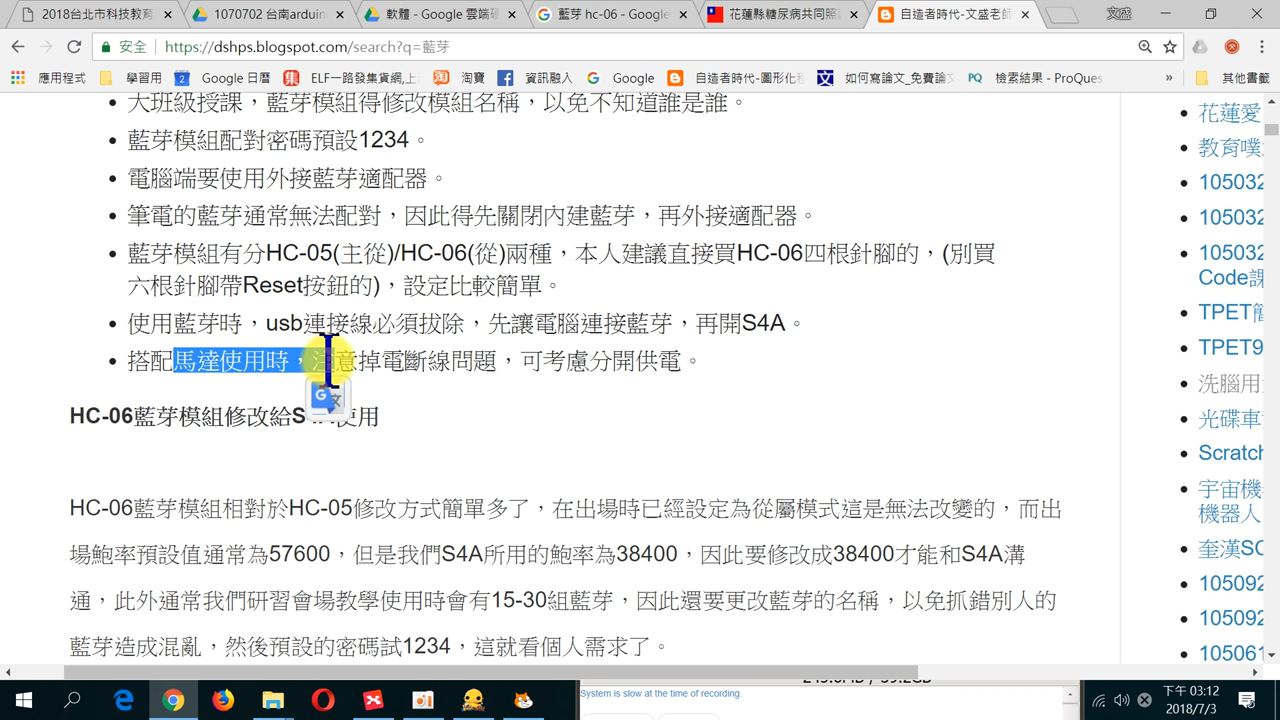 2018台北市科技教育
1070702 台南arduin
軟體 - Google 雲端硬
藍芽 hc-06 - Google
花蓮縣糖尿病共同照
自造者時代-文盛老師
文盛
安全 https://dshps.blogspot.com/search?q=藍芽
應用程式 學習用 Google 日曆 ELF一路發集貨網,上 淘寶 資訊融入 Google 自造者時代-圖形化程 如何寫論文_免費論文 檢索結果 - ProQues » 其他書籤
大班級授課，藍芽模組得修改模組名稱，以免不知道誰是誰。
藍芽模組配對密碼預設1234。
電腦端要使用外接藍芽適配器。
筆電的藍芽通常無法配對，因此得先關閉內建藍芽，再外接適配器。
藍芽模組有分HC-05(主從)/HC-06(從)兩種，本人建議直接買HC-06四根針腳的，(別買
六根針腳帶Reset按鈕的)，設定比較簡單。
使用藍芽時，usb連接線必須拔除，先讓電腦連接藍芽，再開S4A。
搭配馬達使用時，注意掉電斷線問題，可考慮分開供電。
HC-06藍芽模組修改給S4A使用
HC-06藍芽模組相對於HC-05修改方式簡單多了，在出場時已經設定為從屬模式這是無法改變的，而出
場鮑率預設值通常為57600，但是我們S4A所用的鮑率為38400，因此要修改成38400才能和S4A溝
通，此外通常我們研習會場教學使用時會有15-30組藍芽，因此還要更改藍芽的名稱，以免抓錯別人的
藍芽造成混亂，然後預設的密碼試1234，這就看個人需求了。
花蓮愛
教育噗
105032
105032
105032
Code課
TPET簡
TPET9
洗腦用
光碟車
Scratch
宇宙機
機器人
奎漢SC
105092
105092
105061
System is slow at the time of recording.
下午 03:12
2018/7/3